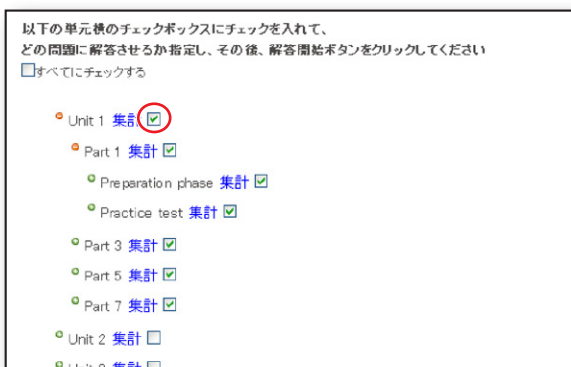 以下の単元横のチェックボックスにチェックを入れて、
どの問題に解答させるか指定し、その後、解答開始ボタンをクリックしてください
すべてにチェックする
Unit 1 集計
Part 1 集計
Preparation phase 集計
Practice test 集計
Part 3 集計
Part 5 集計
Part 7 集計
Unit 2 集計